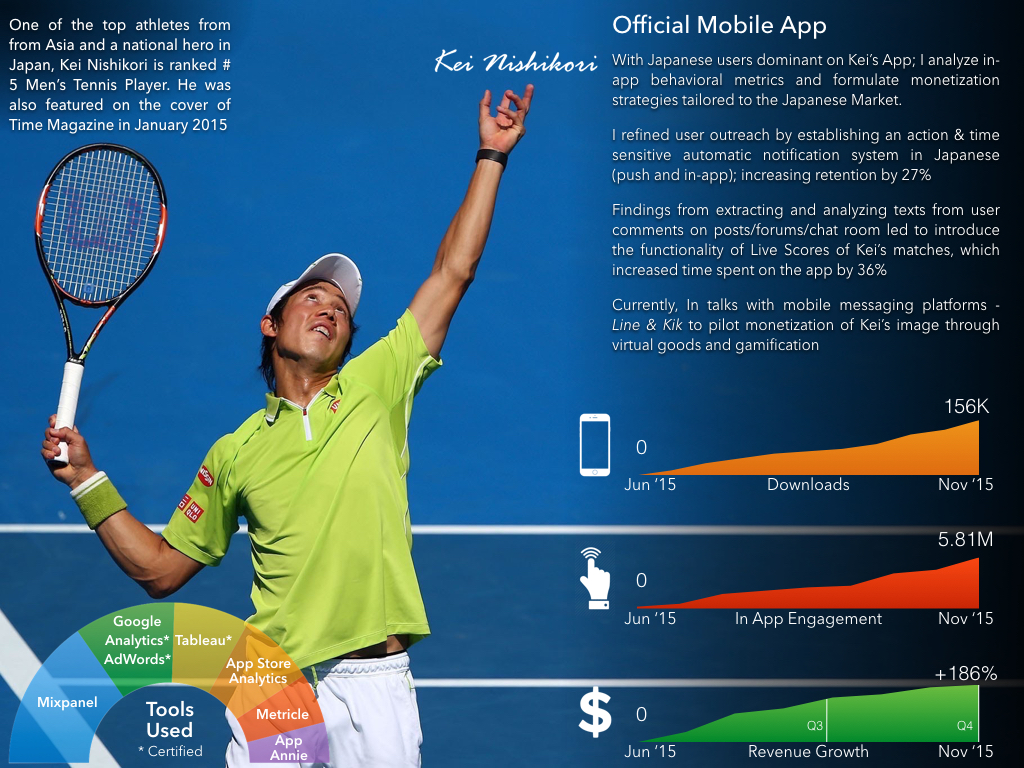 One of the top athletes from
from Asia and a national hero in
Japan, Kei Nishikori is ranked #
5 Men's Tennis Player. He was
also featured on the cover of
Time Magazine in January 2015
Kei Nishikori
Official Mobile App
With Japanese users dominant on Kei's App; I analyze in-
app behavioral metrics and formulate monetization
strategies tailored to the Japanese Market.
I refined user outreach by establishing an action & time
sensitive automatic notification system in Japanese
(push and in-app); increasing retention by 27%
Findings from extracting and analyzing texts from user
comments on posts/forums/chat room led to introduce
the functionality of Live Scores of Kei's matches, which
increased time spent on the app by 36%
Currently, In talks with mobile messaging platforms -
Line & Kik to pilot monetization of Kei's image through
virtual goods and gamification
156K
0
Jun '15 Downloads Nov '15
5.81M
0
Jun '15 In App Engagement Nov '15
+186%
$ 0
Q3 Q4
Jun '15 Revenue Growth Nov '15
UNI
QLO
Mixpanel
Google
Analytics*
AdWords*
Tableau*
App Store
Analytics
Metricle
App
Annie
Tools
Used
* Certified